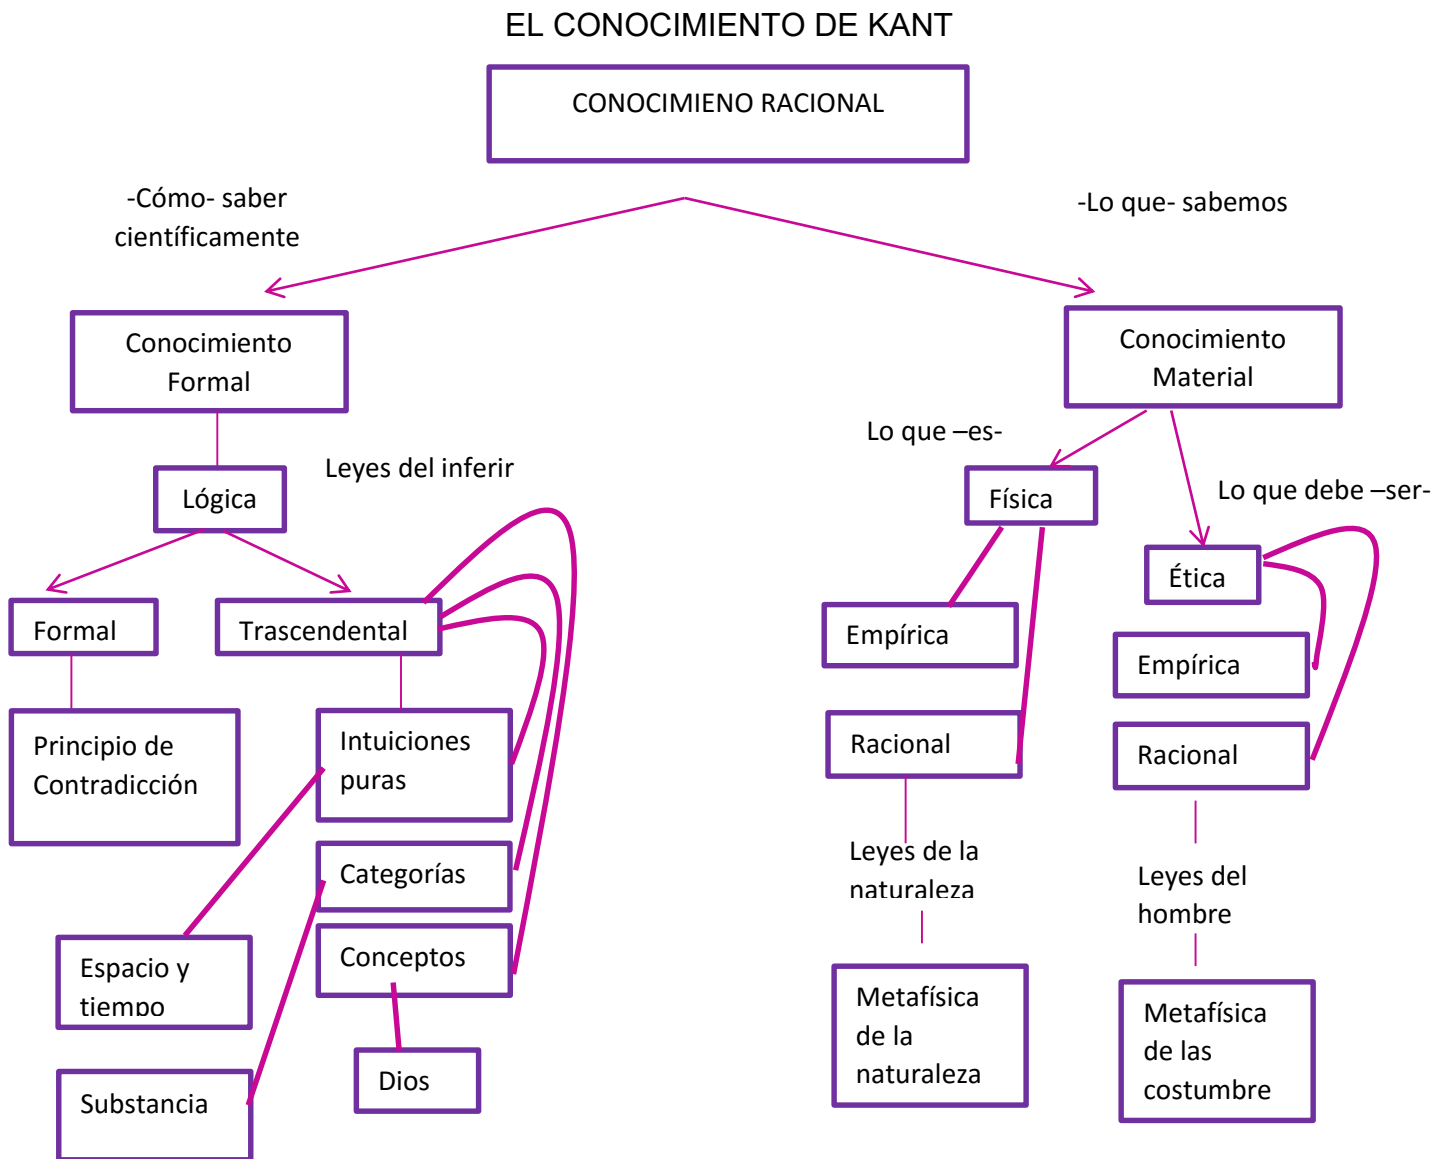 EL CONOCIMIENTO DE KANT
CONOCIMIENO RACIONAL
-Cómo- saber
científicamente
-Lo que- sabemos
Conocimiento
Formal
Conocimiento
Material
Lo que –es-
Leyes del inferir
Lógica
Física
Lo que debe –ser-
Ética
Formal
Trascendental
Empírica
Empírica
Principio de
Contradicción
Intuiciones
puras
Racional
Racional
Categorías
Leyes de la
naturaleza
Leyes del
hombre
Espacio y
tiempo
Conceptos
Metafísica
de la
naturaleza
Metafísica
de las
costumbre
Dios
Substancia